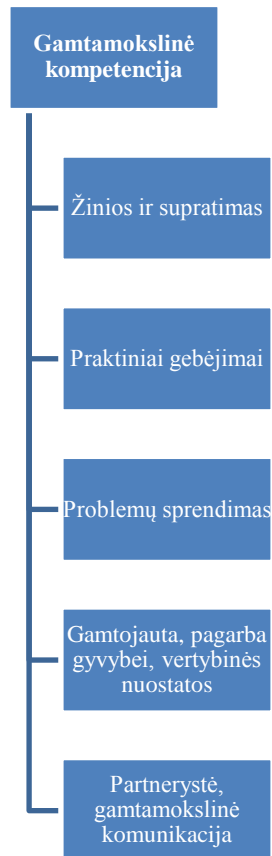 Gamtamokslinė
kompetencija
Žinios ir supratimas
Praktiniai gebėjimai
Problemų sprendimas
Gamtojauta, pagarba
gyvybei, vertybinės
nuostatos
Partnerystė,
gamtamokslinė
komunikacija